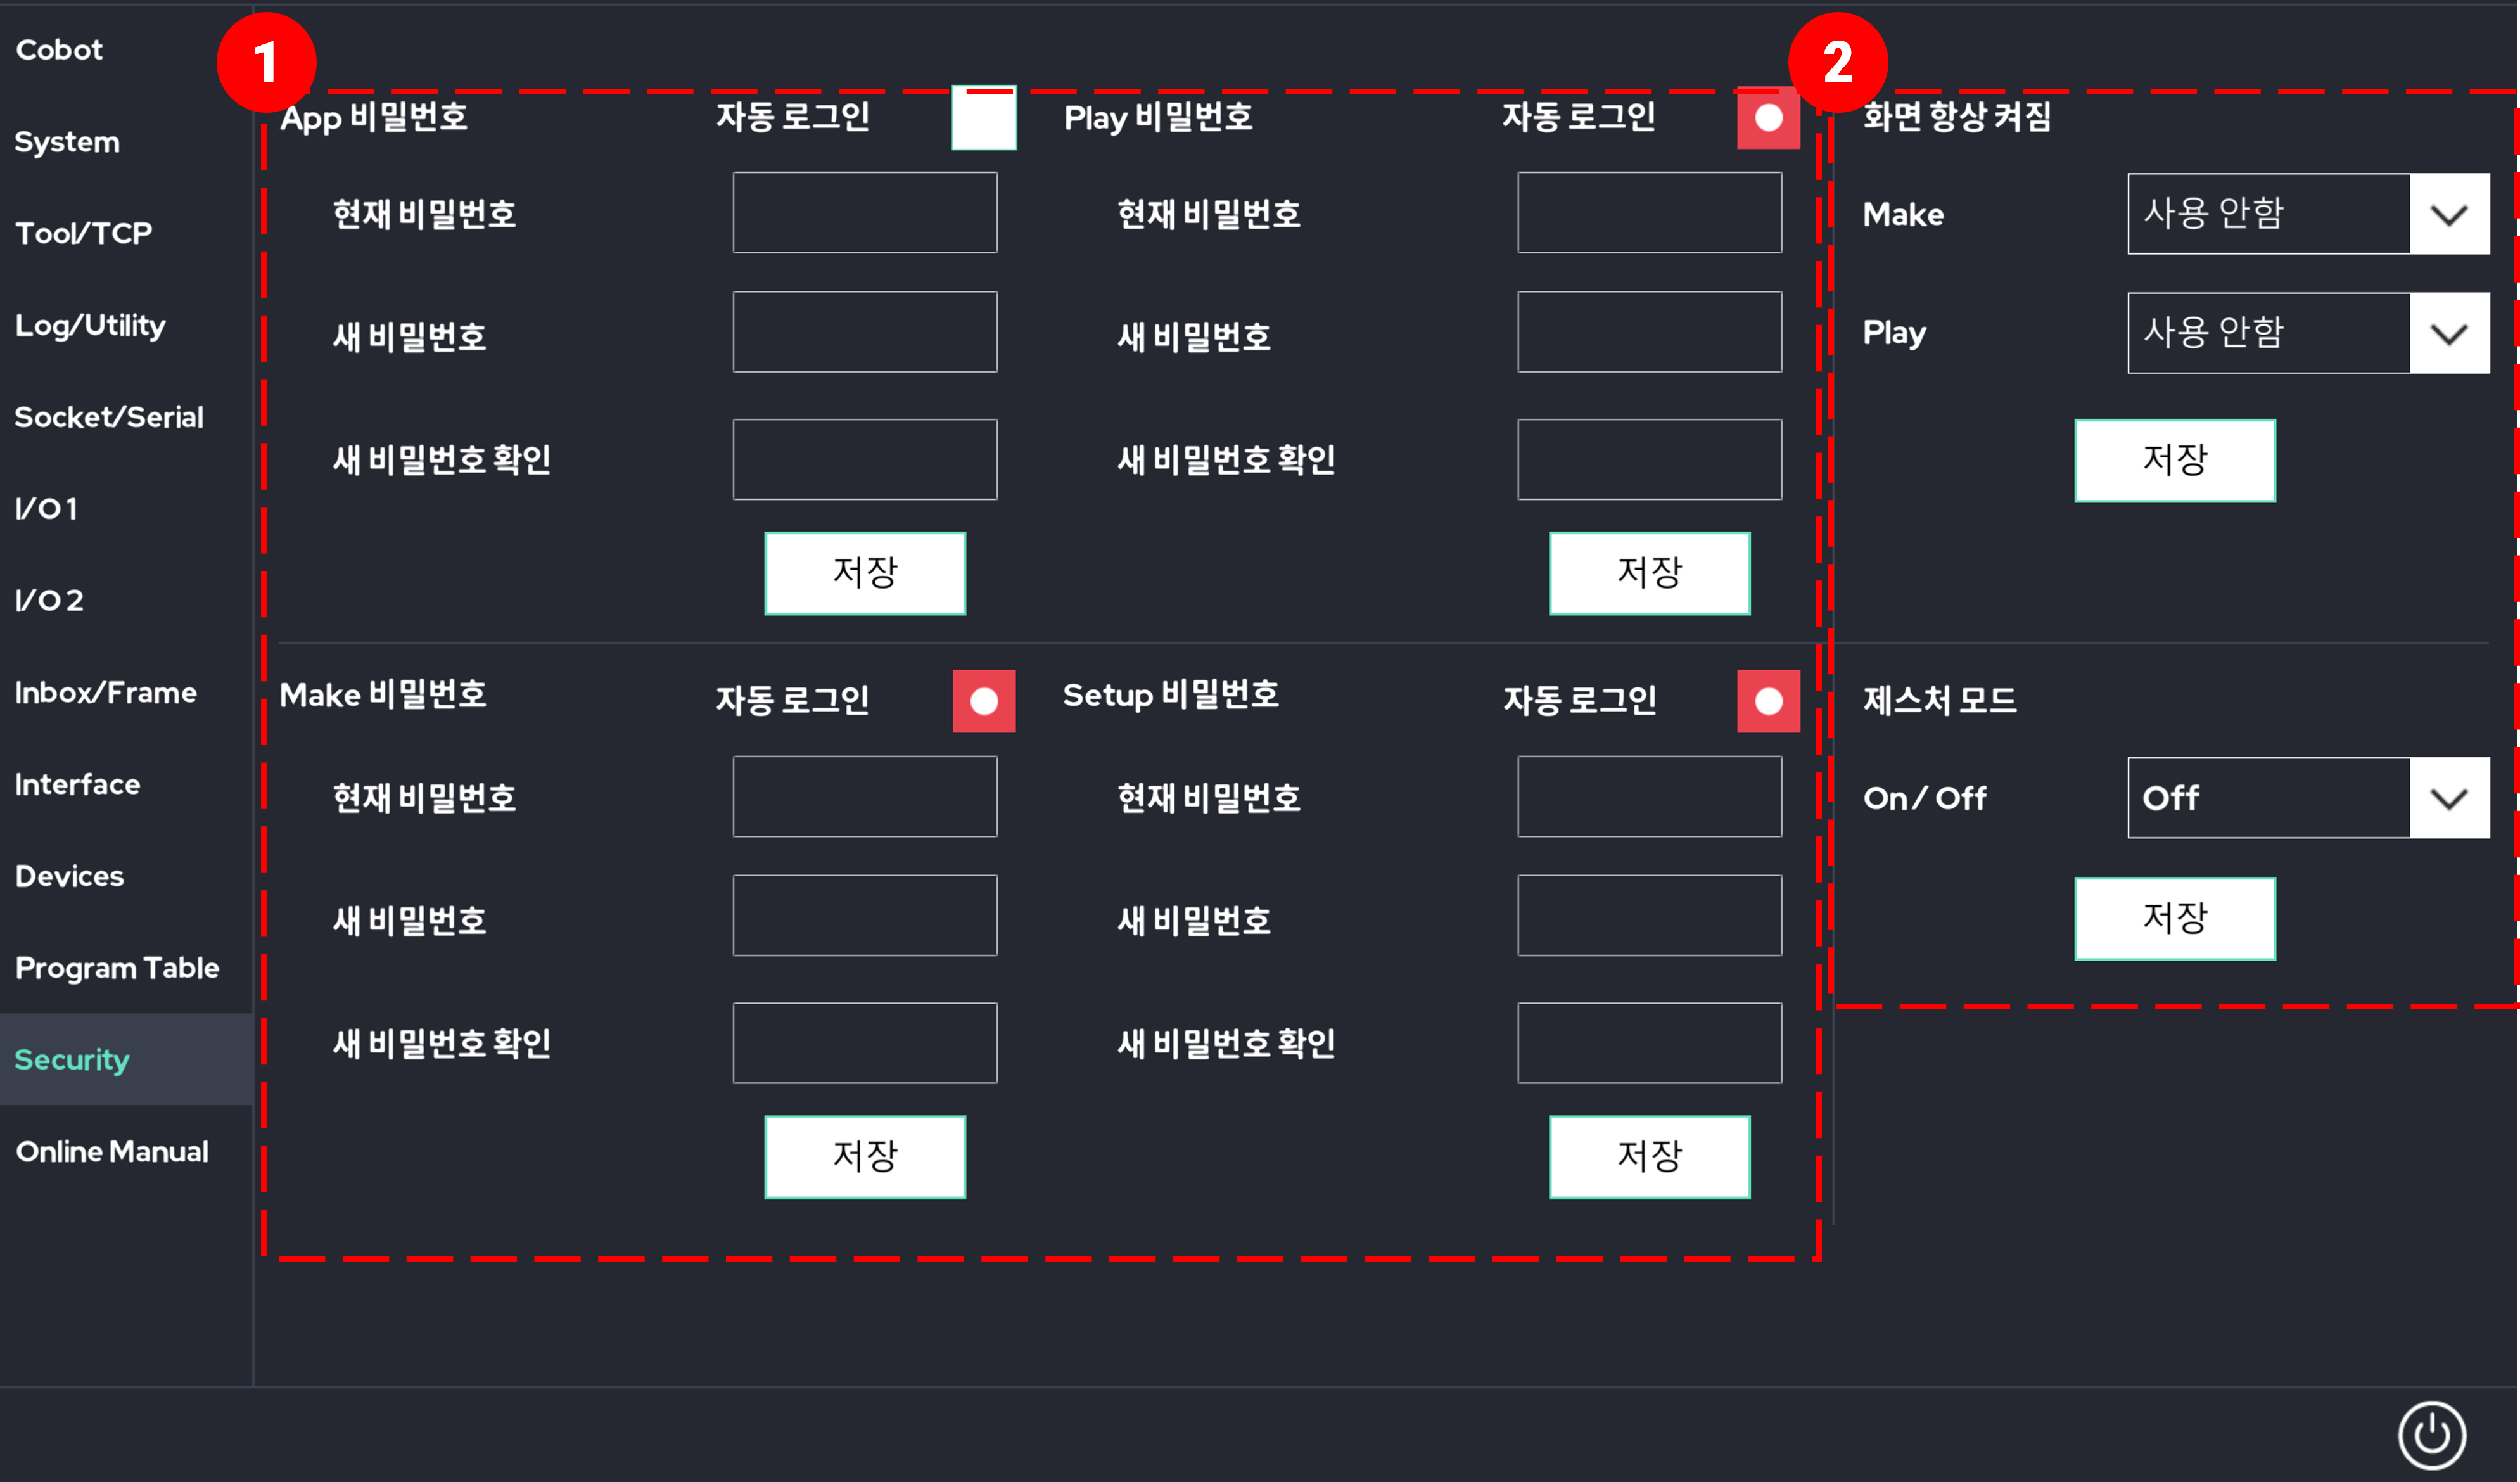 Cobot
System
Tool/TCP
Log/Utility
Socket/Serial
I/O 1
I/O 2
Inbox/Frame
Interface
Devices
Program Table
Security
Online Manual
1
App 비밀번호 자동 로그인
현재 비밀번호
새 비밀번호
새 비밀번호 확인
저장
Play 비밀번호 자동 로그인
현재 비밀번호
새 비밀번호
새 비밀번호 확인
저장
Make 비밀번호 자동 로그인
현재 비밀번호
새 비밀번호
새 비밀번호 확인
저장
Setup 비밀번호 자동 로그인
현재 비밀번호
새 비밀번호
새 비밀번호 확인
저장
2
화면 항상 켜짐
Make 사용 안함
Play 사용 안함
저장
제스처 모드
On / Off Off
저장